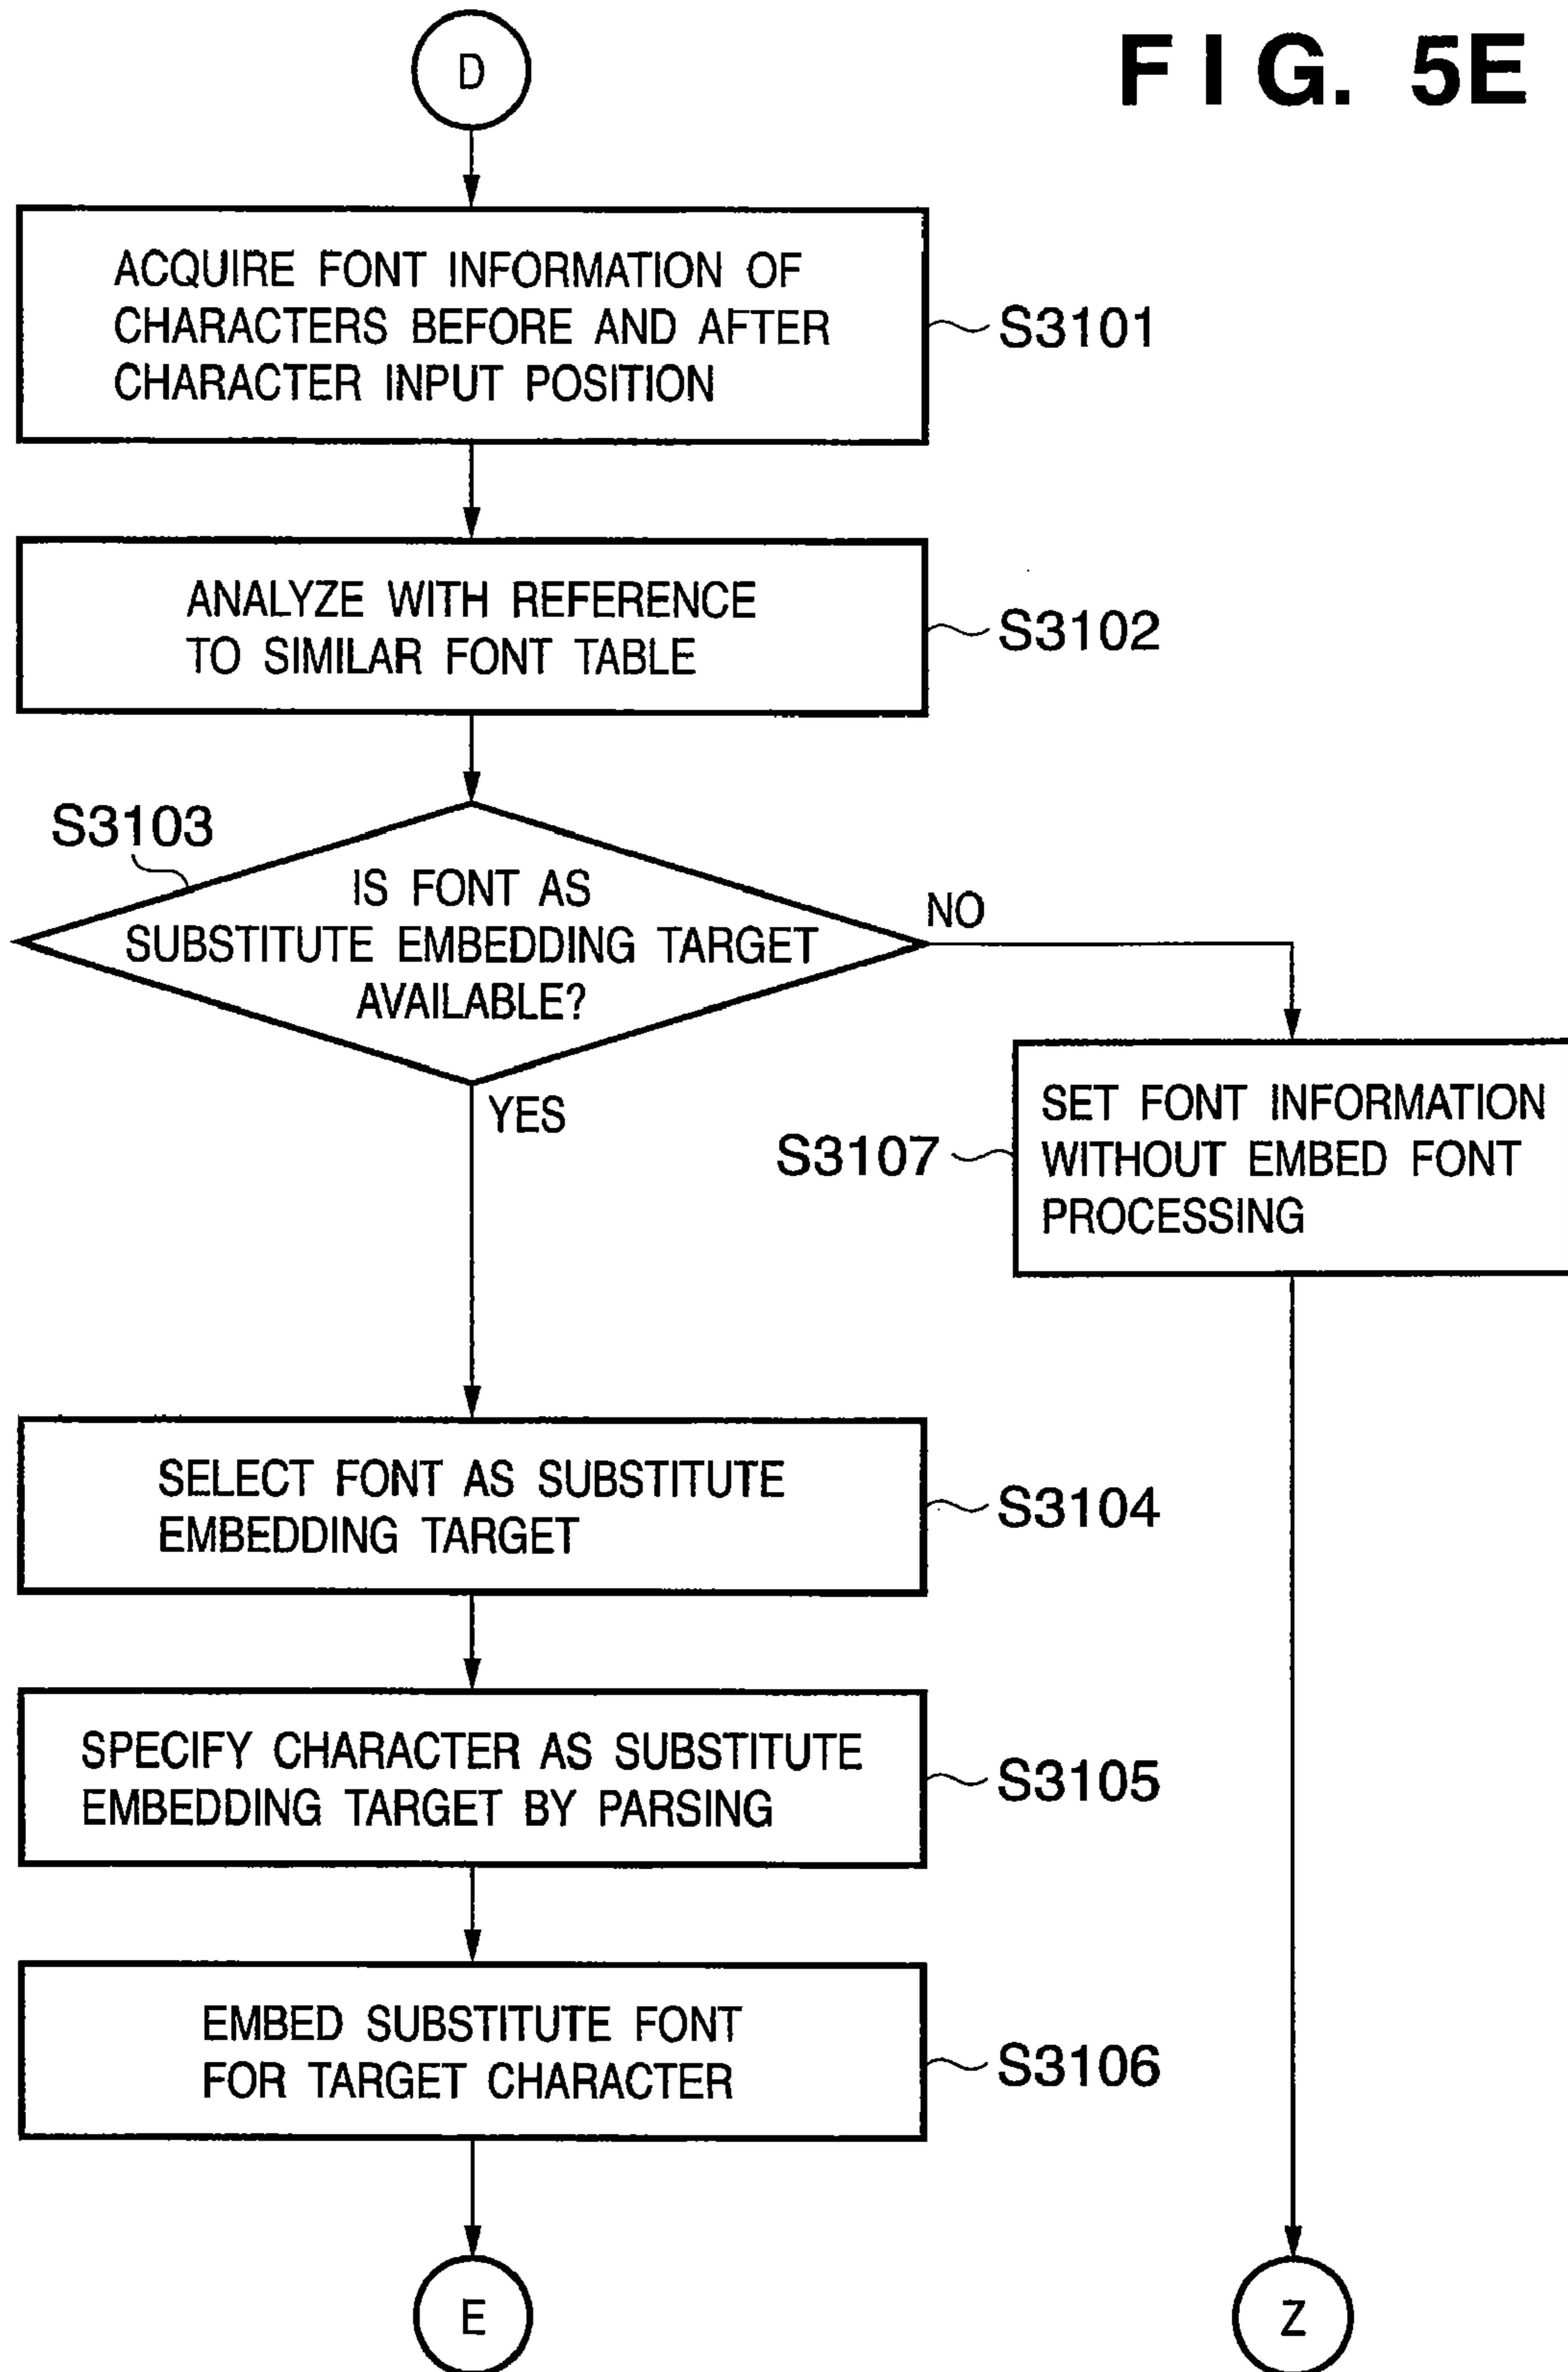 D
FIG. 5E
ACQUIRE FONT INFORMATION OF
CHARACTERS BEFORE AND AFTER
CHARACTER INPUT POSITION
S3101
ANALYZE WITH REFERENCE
TO SIMILAR FONT TABLE
S3102
S3103
IS FONT AS
SUBSTITUTE EMBEDDING TARGET
AVAILABLE?
NO
YES
SET FONT INFORMATION
WITHOUT EMBED FONT
PROCESSING
S3107
SELECT FONT AS SUBSTITUTE
EMBEDDING TARGET
S3104
SPECIFY CHARACTER AS SUBSTITUTE
EMBEDDING TARGET BY PARSING
S3105
EMBED SUBSTITUTE FONT
FOR TARGET CHARACTER
S3106
E
Z